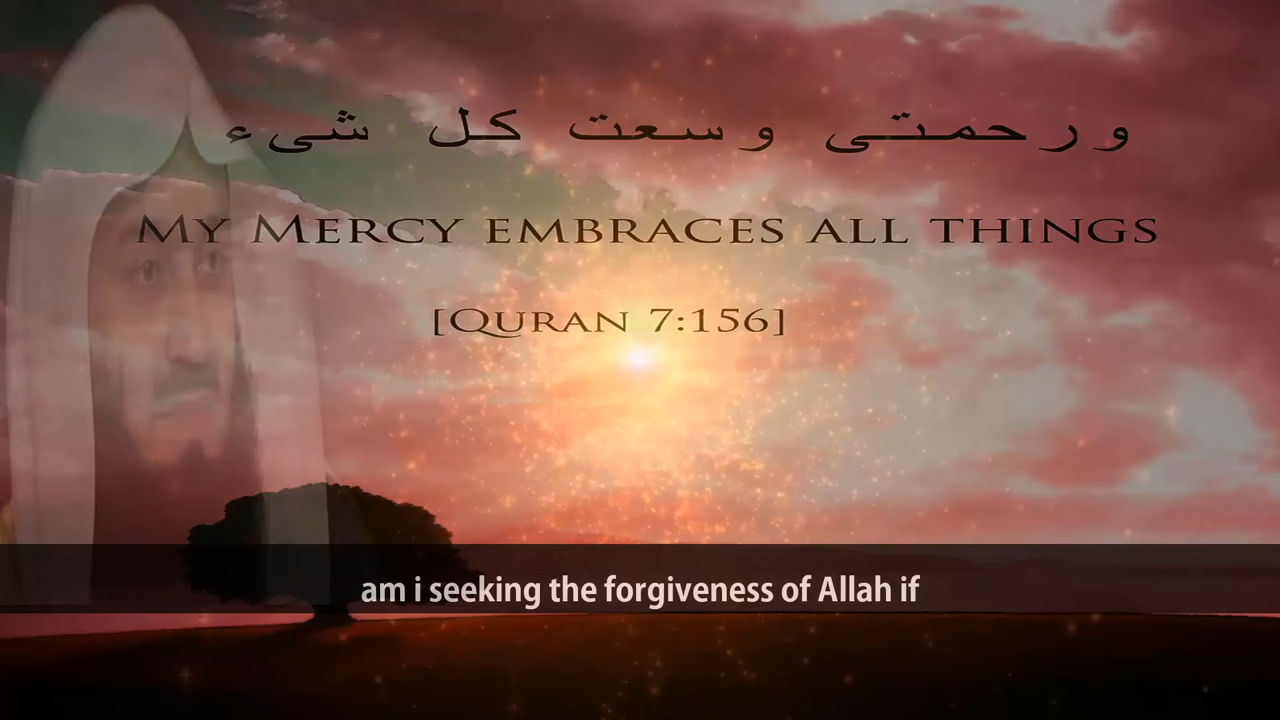 ورحمتى وسعت كل شىء
MY MERCY EMBRACES ALL THINGS
[QURAN 7:156]
am i seeking the forgiveness of Allah if